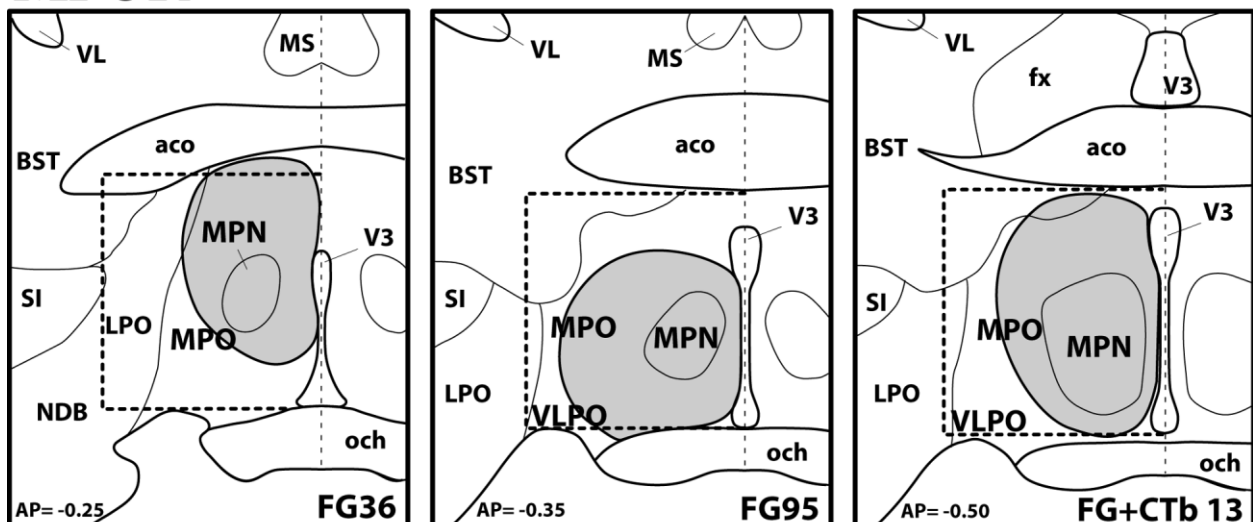 VL
MS
aco
BST
MPN
V3
SI
LPO
MPO
NDB
och
AP= -0.25
FG36
VL
MS
aco
BST
V3
SI
MPO
MPN
LPO
VLPO
och
AP= -0.35
FG95
VL
fx
V3
BST
aco
V3
SI
MPO
MPN
LPO
VLPO
och
AP= -0.50
FG+CTb 13